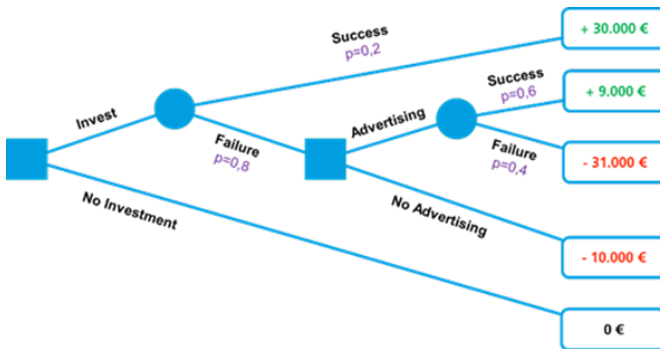 Success
p=0,2
+ 30.000 €
Success
p=0,6
+ 9.000 €
Invest
Advertising
Failure
p=0,8
Failure
p=0,4
- 31.000 €
No Investment
No Advertising
- 10.000 €
0 €